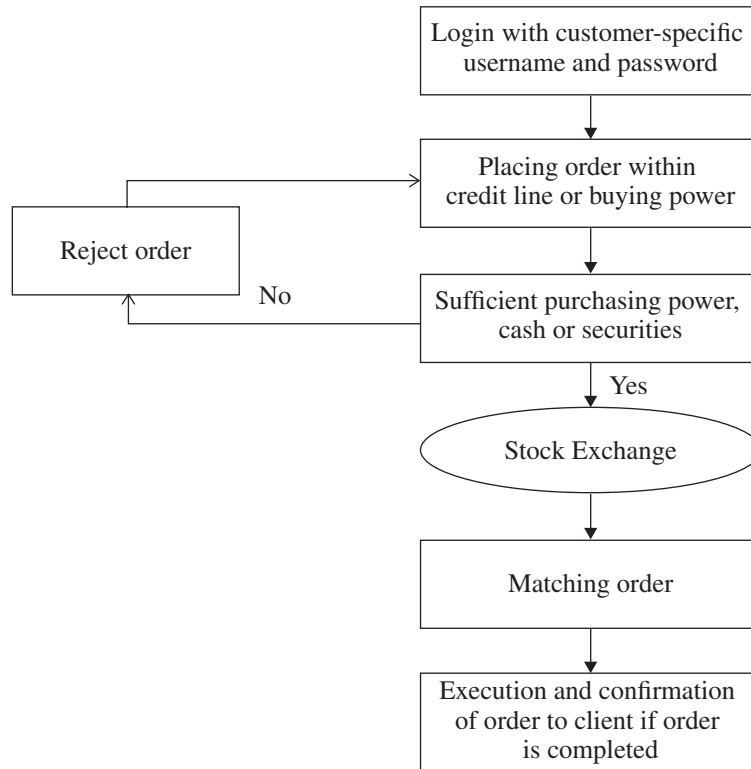 Login with customer-specific
username and password
Placing order within
credit line or buying power
Reject order
No
Sufficient purchasing power,
cash or securities
Yes
Stock Exchange
Matching order
Execution and confirmation
of order to client if order
is completed